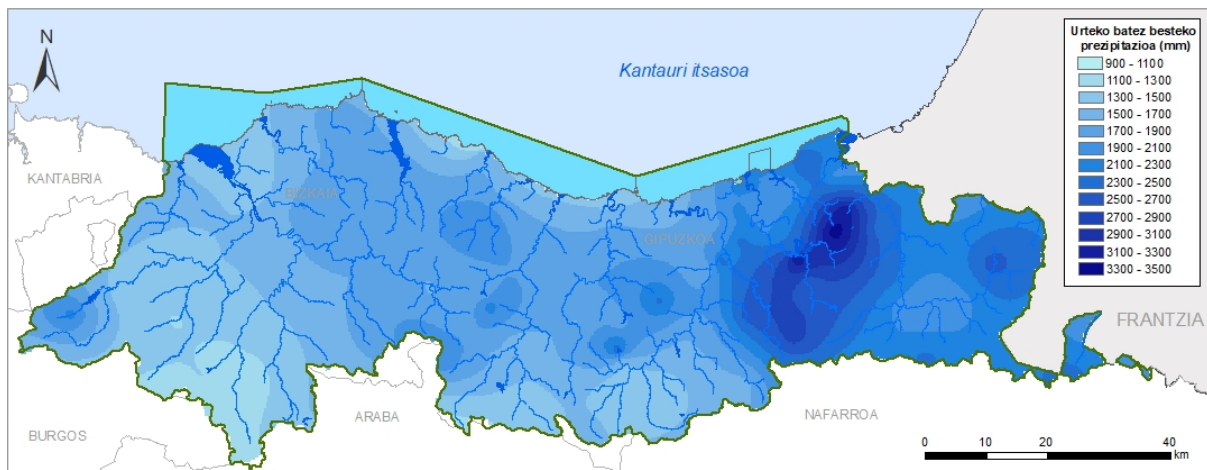 N
Kantauri itsasoa
Urteko batez besteko
prezipitazioa (mm)
900 - 1100
1100 - 1300
1300 - 1500
1500 - 1700
1700 - 1900
1900 - 2100
2100 - 2300
2300 - 2500
2500 - 2700
2700 - 2900
2900 - 3100
3100 - 3300
3300 - 3500
KANTABRIA
BIZKAIA
GIPUZKOA
FRANTZIA
ARABA
NAFARROA
BURGOS
0 10 20 40
km